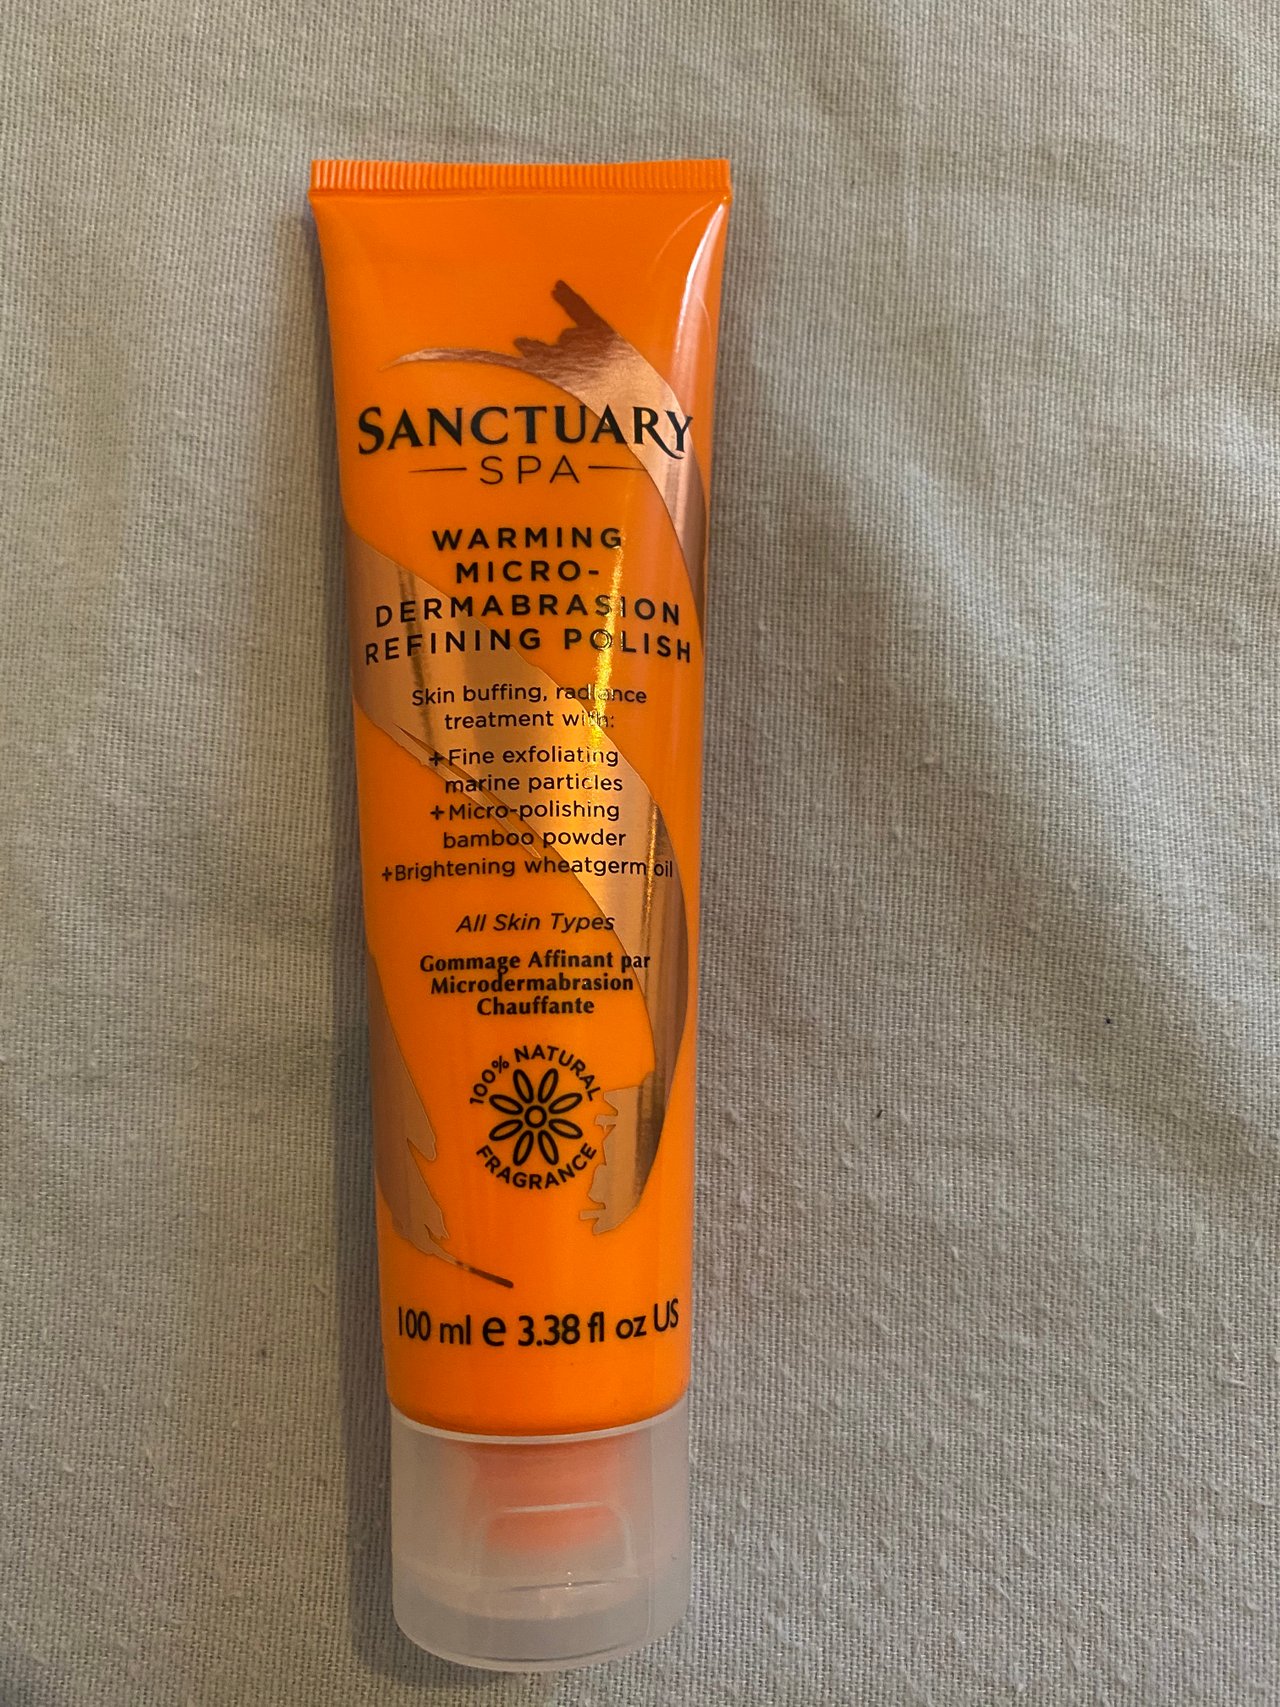 SANCTUARY
SPA
WARMING
MICRO-
DERMABRASION
REFINING POLISH
Skin buffing, radiance
treatment with:
+Fine exfoliating
marine particles
+Micro-polishing
bamboo powder
+Brightening wheatgerm oil
All Skin Types
Gommage Affinant par
Microdermabrasion
Chauffante
100% NATURAL
FRAGRANCE
100 ml e 3.38 fl oz US